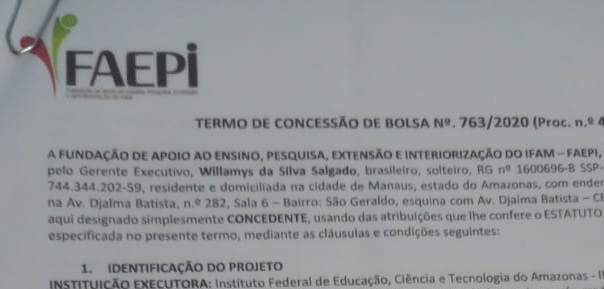 FAEPI
TERMO DE CONCESSÃO DE BOLSA Nº. 763/2020 (Proc. n.º 4
A FUNDAÇÃO DE APOIO AO ENSINO, PESQUISA, EXTENSÃO E INTERIORIZAÇÃO DO IFAM – FAEPI,
pelo Gerente Executivo, Willamys da Silva Salgado, brasileiro, solteiro, RG nº 1600696-8 SSP-
744.344.202-59, residente e domiciliada na cidade de Manaus, estado do Amazonas, com ender
na Av. Djalma Batista, n.º 282, Sala 6 – Bairro: São Geraldo, esquina com Av. Djalma Batista – CE
aqui designado simplesmente CONCEDENTE, usando das atribuições que lhe confere o ESTATUTO,
especificada no presente termo, mediante as cláusulas e condições seguintes:
1. IDENTIFICAÇÃO DO PROJETO
INSTITUIÇÃO EXECUTORA: Instituto Federal de Educação, Ciência e Tecnologia do Amazonas - I